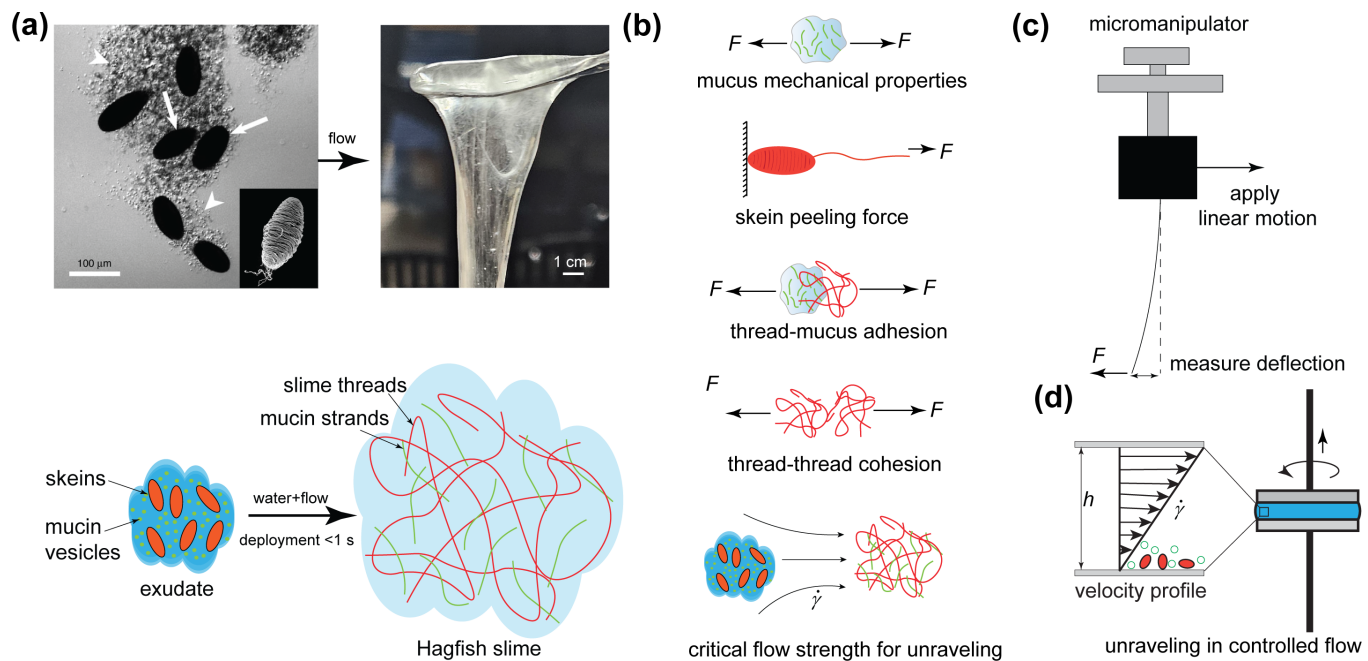 (a)
flow
100 μm
1 cm
slime threads
mucin strands
skeins
mucin
vesicles
water+flow
deployment <1 s
exudate
Hagfish slime
(b)
F
F
mucus mechanical properties
F
skein peeling force
F
F
thread-mucus adhesion
F
F
thread-thread cohesion
γ̇
critical flow strength for unraveling
(c)
micromanipulator
apply
linear motion
F
measure deflection
(d)
h
γ̇
velocity profile
unraveling in controlled flow